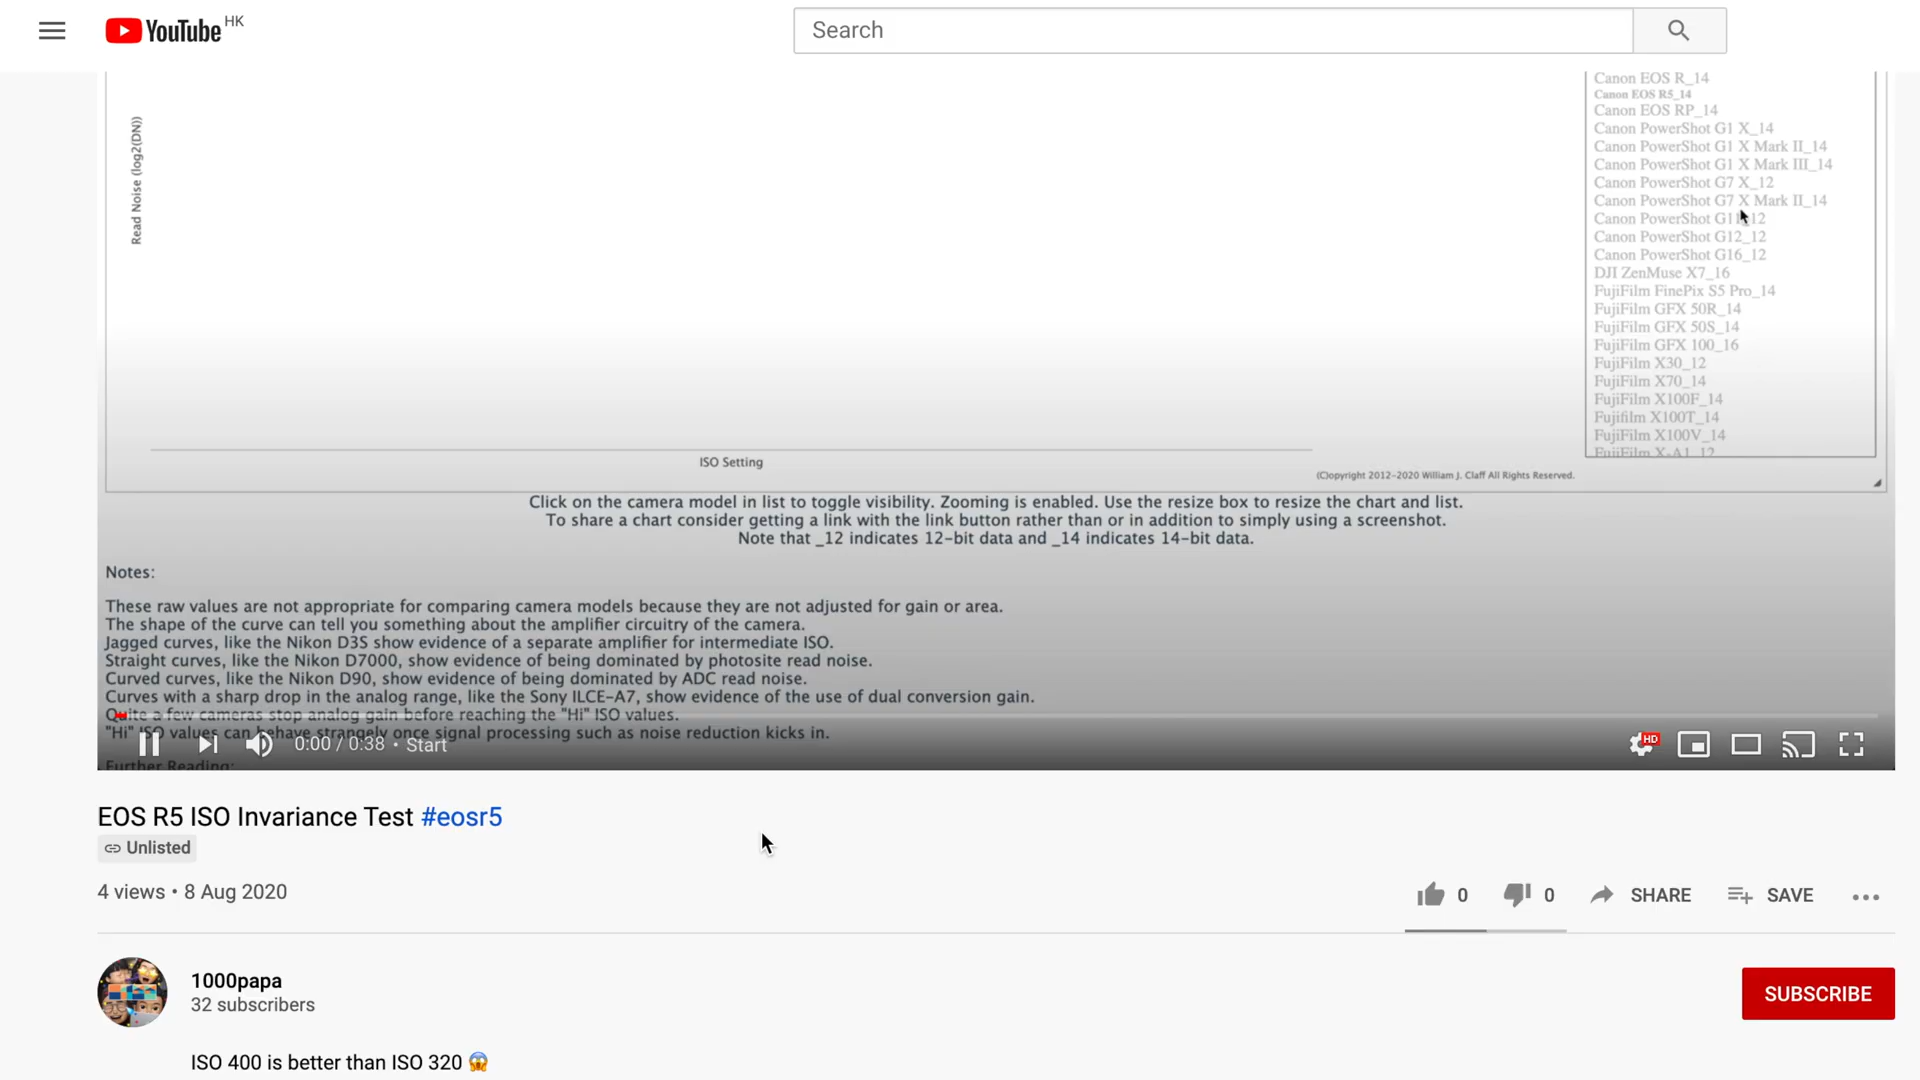 YouTube HK
Search
Read Noise (log2(DN))
Canon EOS R_14
Canon EOS R5_14
Canon EOS RP_14
Canon PowerShot G1 X_14
Canon PowerShot G1 X Mark II_14
Canon PowerShot G1 X Mark III_14
Canon PowerShot G7 X_12
Canon PowerShot G7 X Mark II_14
Canon PowerShot G11_12
Canon PowerShot G12_12
Canon PowerShot G16_12
DJI ZenMuse X7_16
FujiFilm FinePix S5 Pro_14
FujiFilm GFX 50R_14
FujiFilm GFX 50S_14
FujiFilm GFX 100_16
FujiFilm X30_12
FujiFilm X70_14
FujiFilm X100F_14
Fujifilm X100T_14
FujiFilm X100V_14
FujiFilm X-A1_12
ISO Setting
(C)opyright 2012-2020 William J. Claff All Rights Reserved.
Click on the camera model in list to toggle visibility. Zooming is enabled. Use the resize box to resize the chart and list.
To share a chart consider getting a link with the link button rather than or in addition to simply using a screenshot.
Note that _12 indicates 12-bit data and _14 indicates 14-bit data.
Notes:
These raw values are not appropriate for comparing camera models because they are not adjusted for gain or area.
The shape of the curve can tell you something about the amplifier circuitry of the camera.
Jagged curves, like the Nikon D3S show evidence of a separate amplifier for intermediate ISO.
Straight curves, like the Nikon D7000, show evidence of being dominated by photosite read noise.
Curved curves, like the Nikon D90, show evidence of being dominated by ADC read noise.
Curves with a sharp drop in the analog range, like the Sony ILCE-A7, show evidence of the use of dual conversion gain.
Quite a few cameras stop analog gain before reaching the "Hi" ISO values.
"Hi" ISO values can behave strangely once signal processing such as noise reduction kicks in.
0:00 / 0:38 • Start
HD
Further Reading:
EOS R5 ISO Invariance Test #eosr5
Unlisted
4 views • 8 Aug 2020
0
0
SHARE
SAVE
1000papa
32 subscribers
SUBSCRIBE
ISO 400 is better than ISO 320 😱